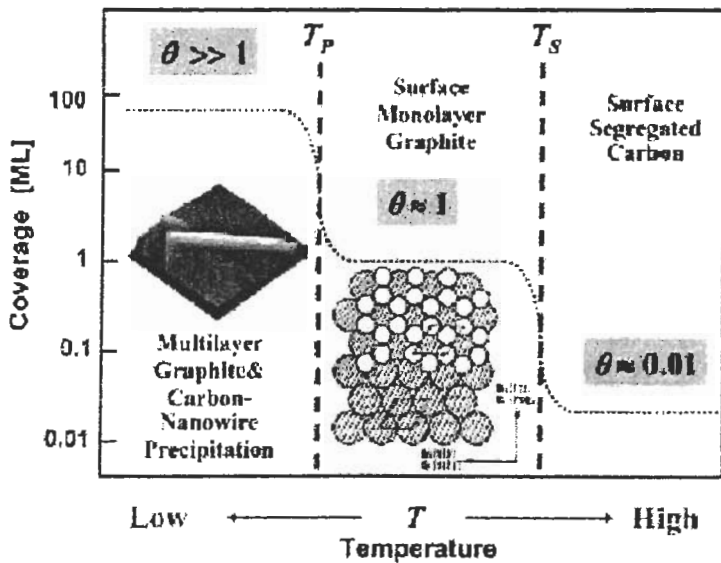 θ >> 1
T_P
T_S
Surface
Monolayer
Graphite
Surface
Segregated
Carbon
θ ≈ 1
θ ≈ 0.01
Coverage [ML]
100
10
1
0.1
0.01
Multilayer
Graphite&
Carbon-
Nanowire
Precipitation
Low
T
High
Temperature